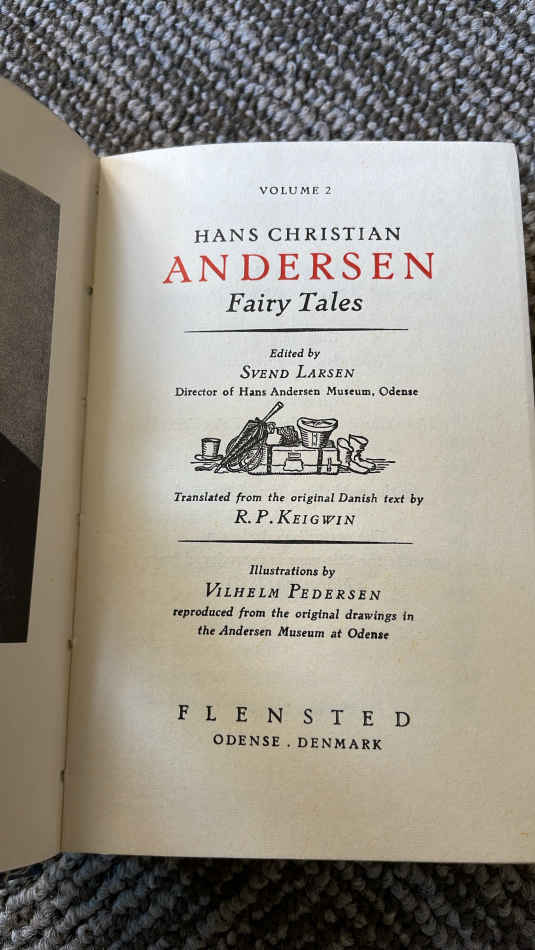 VOLUME 2
HANS CHRISTIAN
ANDERSEN
Fairy Tales
Edited by
SVEND LARSEN
Director of Hans Andersen Museum, Odense
Translated from the original Danish text by
R. P. KEIGWIN
Illustrations by
VILHELM PEDERSEN
reproduced from the original drawings in
the Andersen Museum at Odense
FLENSTED
ODENSE . DENMARK